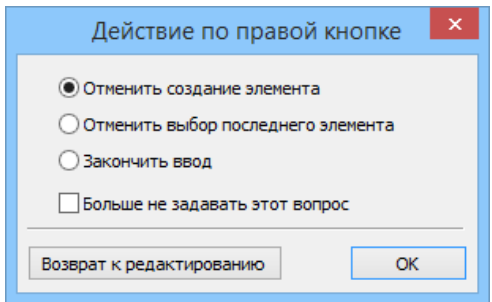 Действие по правой кнопке
Отменить создание элемента
Отменить выбор последнего элемента
Закончить ввод
Больше не задавать этот вопрос
Возврат к редактированию OK